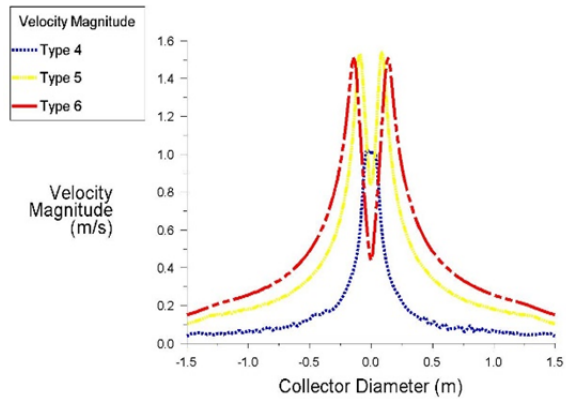 Velocity Magnitude
Type 4
Type 5
Type 6
Velocity
Magnitude
(m/s)
1.6
1.4
1.2
1.0
0.8
0.6
0.4
0.2
0.0
-1.5 -1.0 -0.5 0.0 0.5 1.0 1.5
Collector Diameter (m)